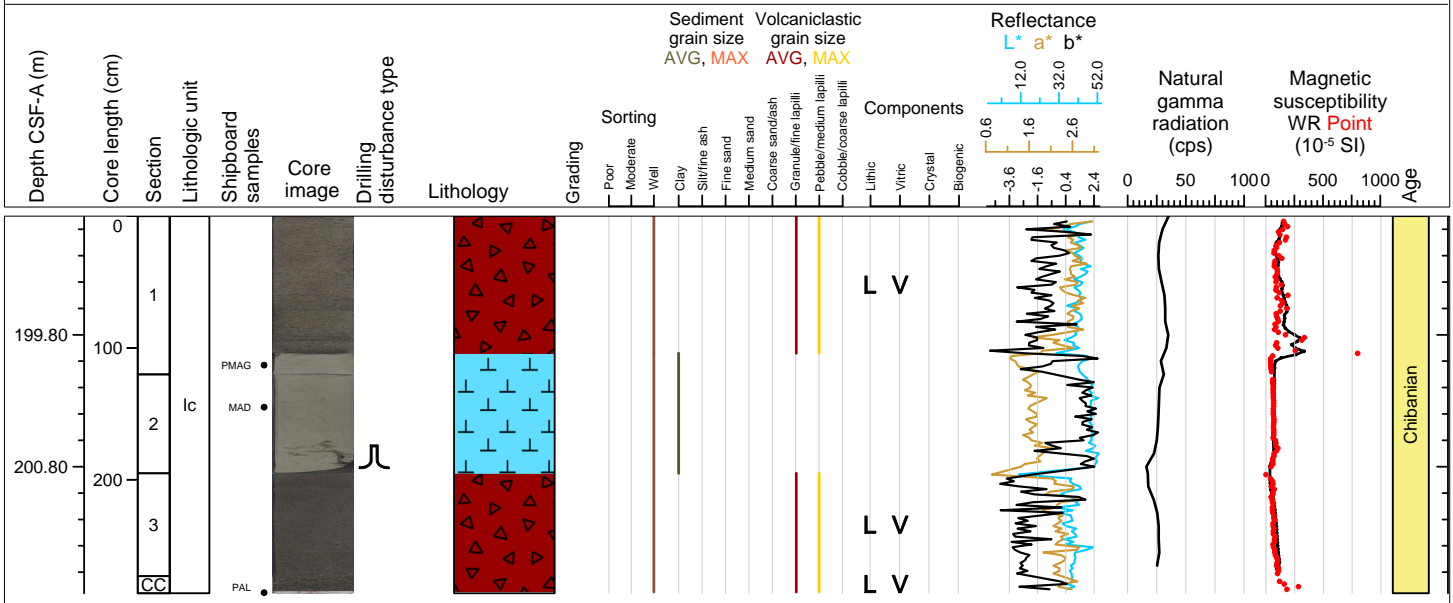 Sediment
grain size
AVG, MAX
Volcaniclastic
grain size
AVG, MAX
Reflectance
L* a* b*
12.0 32.0 52.0
0.6 1.6 2.6
-3.6 -1.6 0.4 2.4
Depth CSF-A (m)
Core length (cm)
Section
Lithologic unit
Shipboard
samples
Core
image
Drilling
disturbance type
Lithology
Grading
Sorting
Poor
Moderate
Well
Clay
Silt/fine ash
Fine sand
Medium sand
Coarse sand/ash
Granule/fine lapilli
Pebble/medium lapilli
Cobble/coarse lapilli
Components
Lithic
Vitric
Crystal
Biogenic
Natural
gamma
radiation
(cps)
0 50 100
Magnetic
susceptibility
WR Point
(10⁻⁵ SI)
0 500 1000
Age
0
1
L V
199.80
100
PMAG
Ic
2
MAD
Chibanian
200.80
200
3
L V
CC
PAL
L V